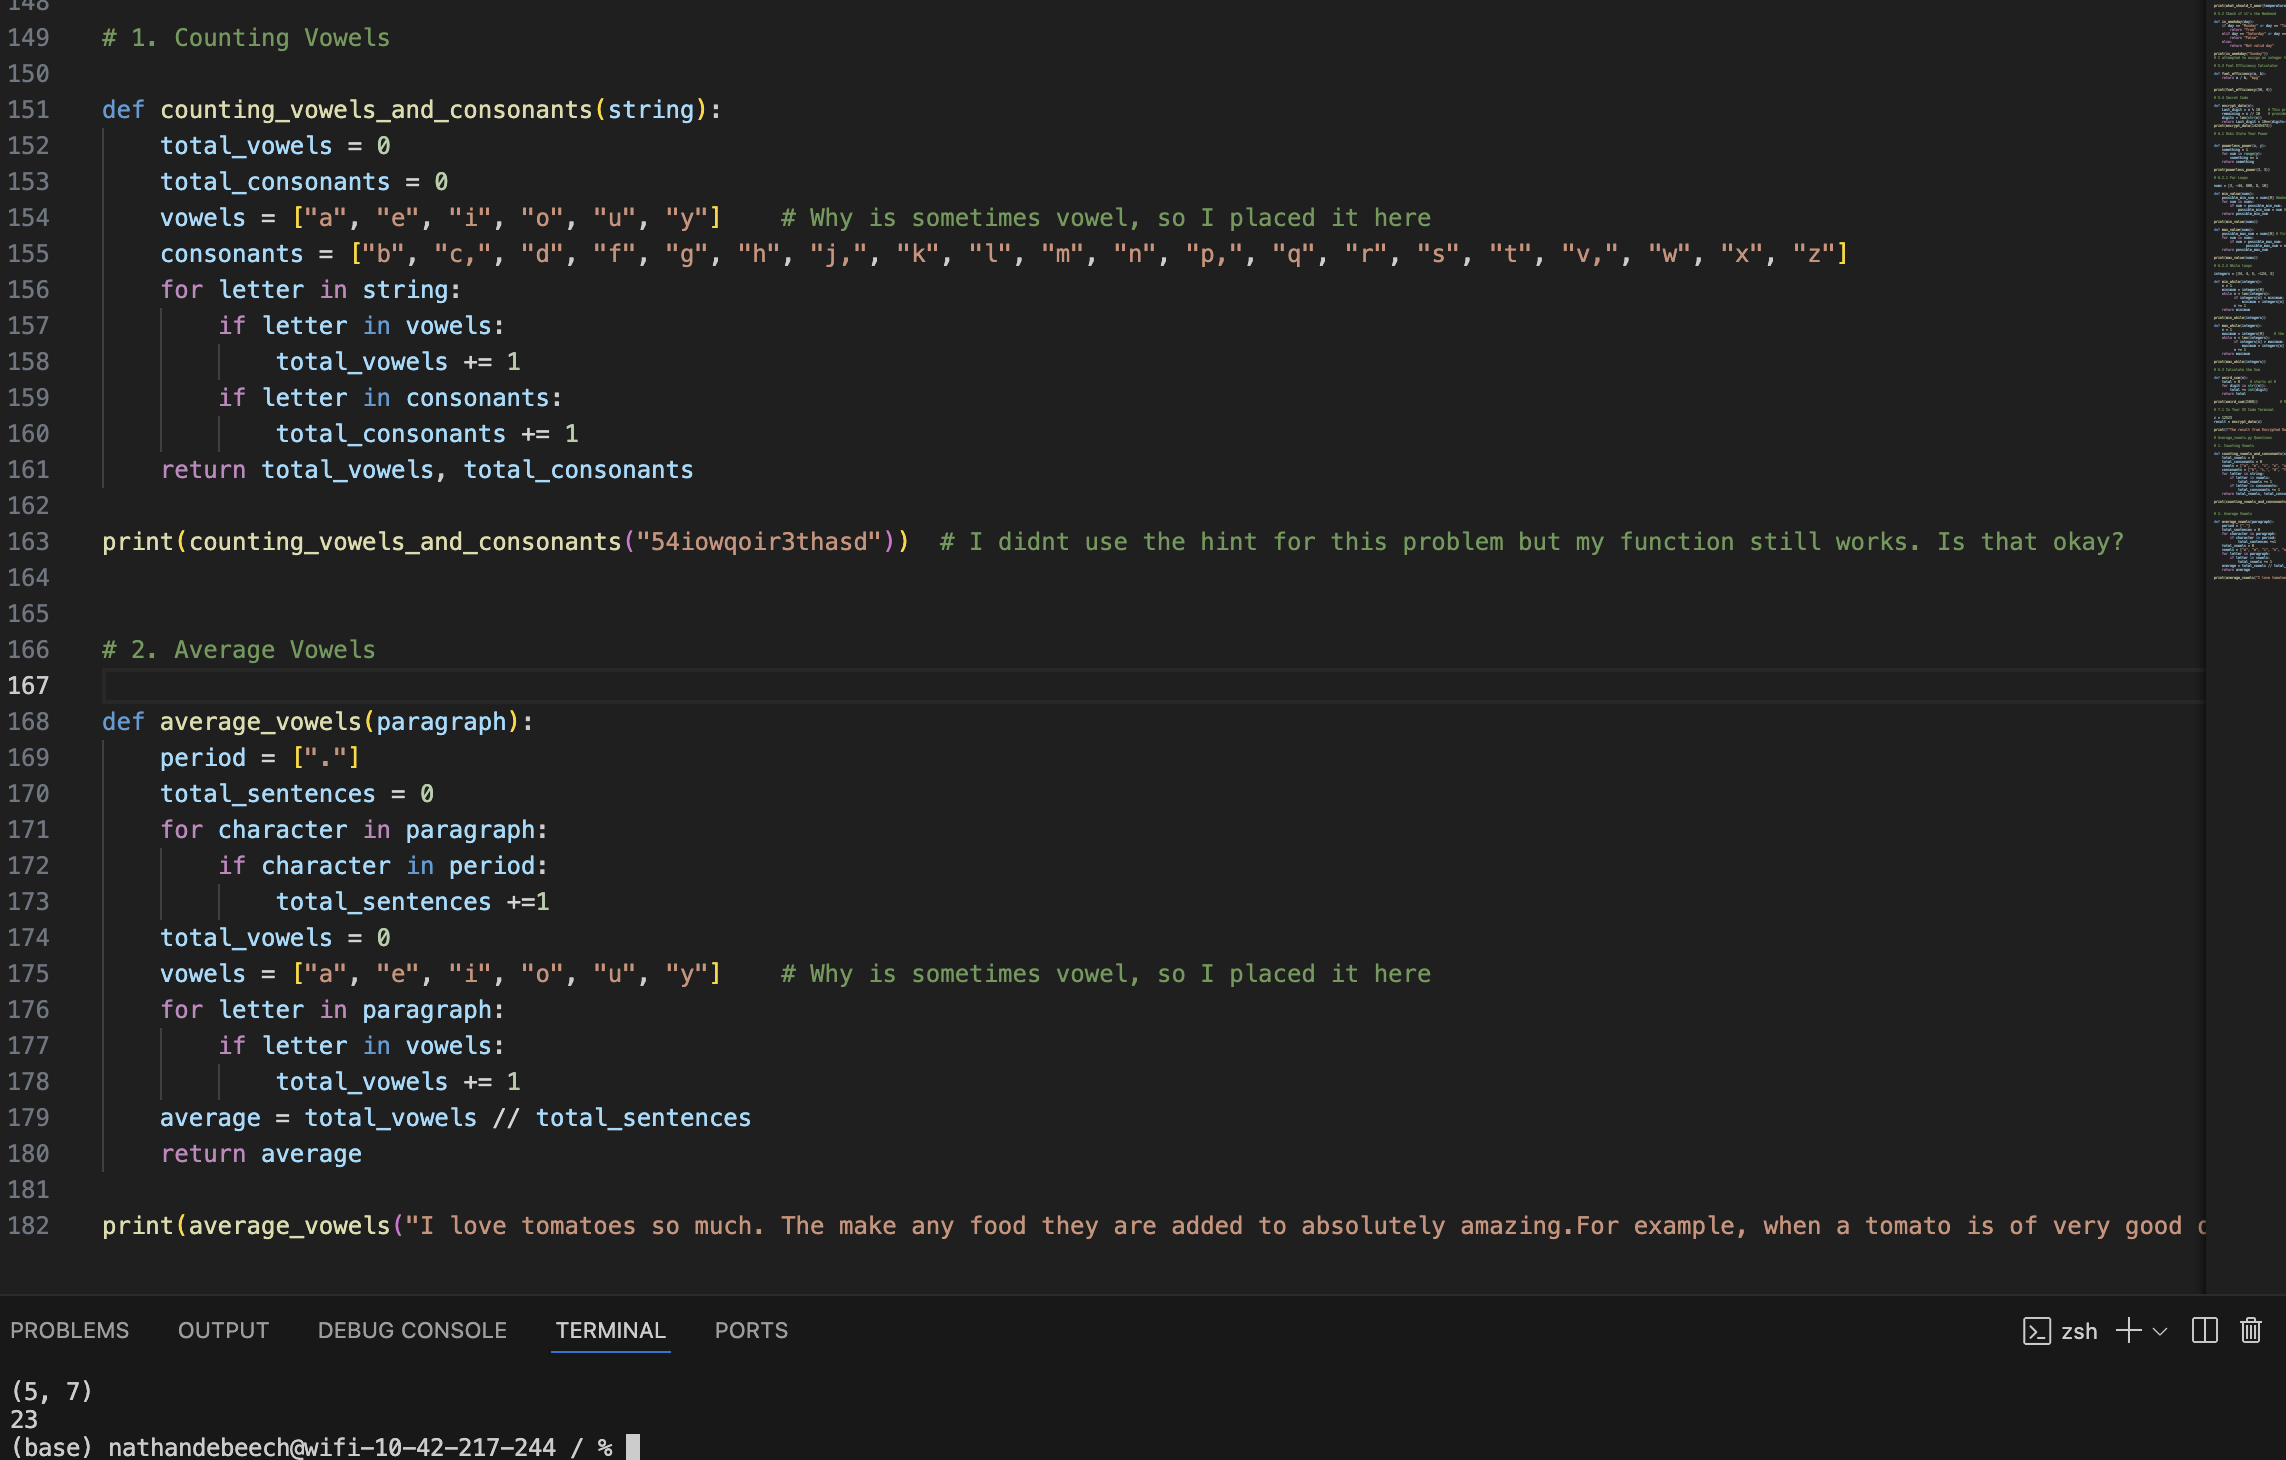 148
149 # 1. Counting Vowels
150
151 def counting_vowels_and_consonants(string):
152     total_vowels = 0
153     total_consonants = 0
154     vowels = ["a", "e", "i", "o", "u", "y"]    # Why is sometimes vowel, so I placed it here
155     consonants = ["b", "c,", "d", "f", "g", "h", "j,", "k", "l", "m", "n", "p,", "q", "r", "s", "t", "v,", "w", "x", "z"]
156     for letter in string:
157         if letter in vowels:
158             total_vowels += 1
159         if letter in consonants:
160             total_consonants += 1
161     return total_vowels, total_consonants
162
163 print(counting_vowels_and_consonants("54iowqoir3thasd"))  # I didnt use the hint for this problem but my function still works. Is that okay?
164
165
166 # 2. Average Vowels
167
168 def average_vowels(paragraph):
169     period = ["."]
170     total_sentences = 0
171     for character in paragraph:
172         if character in period:
173             total_sentences +=1
174     total_vowels = 0
175     vowels = ["a", "e", "i", "o", "u", "y"]    # Why is sometimes vowel, so I placed it here
176     for letter in paragraph:
177         if letter in vowels:
178             total_vowels += 1
179     average = total_vowels // total_sentences
180     return average
181
182 print(average_vowels("I love tomatoes so much. The make any food they are added to absolutely amazing.For example, when a tomato is of very good
PROBLEMS OUTPUT DEBUG CONSOLE TERMINAL PORTS zsh
(5, 7)
23
(base) nathandebeech@wifi-10-42-217-244 / %